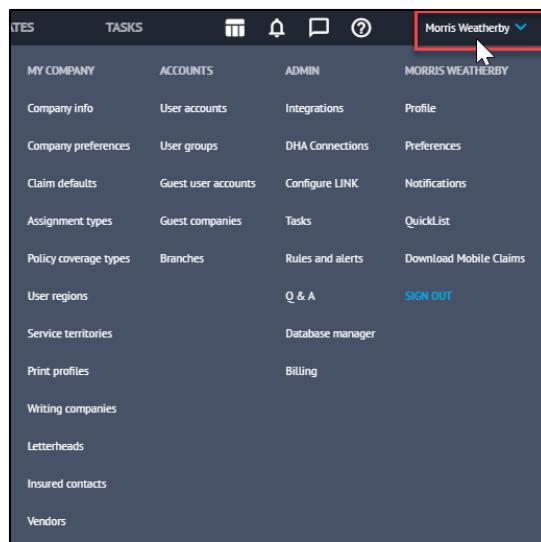 TES TASKS Morris Weatherby
MY COMPANY ACCOUNTS ADMIN MORRIS WEATHERBY
Company info User accounts Integrations Profile
Company preferences User groups DHA Connections Preferences
Claim defaults Guest user accounts Configure LINK Notifications
Assignment types Guest companies Tasks QuickList
Policy coverage types Branches Rules and alerts Download Mobile Claims
User regions Q & A SIGN OUT
Service territories Database manager
Print profiles Billing
Writing companies
Letterheads
Insured contacts
Vendors